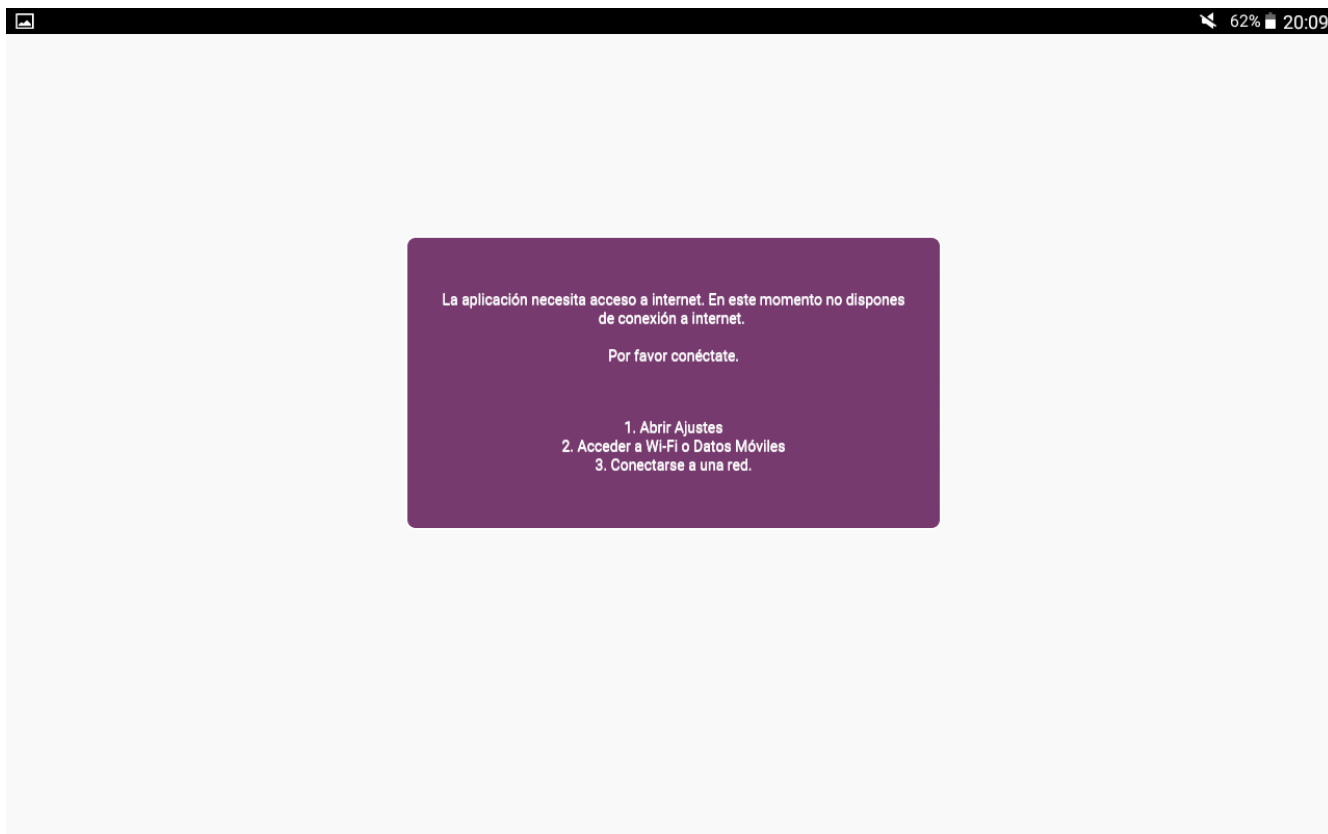 62% 20:09
La aplicación necesita acceso a internet. En este momento no dispones
de conexión a internet.
Por favor conéctate.
1. Abrir Ajustes
2. Acceder a Wi-Fi o Datos Móviles
3. Conectarse a una red.